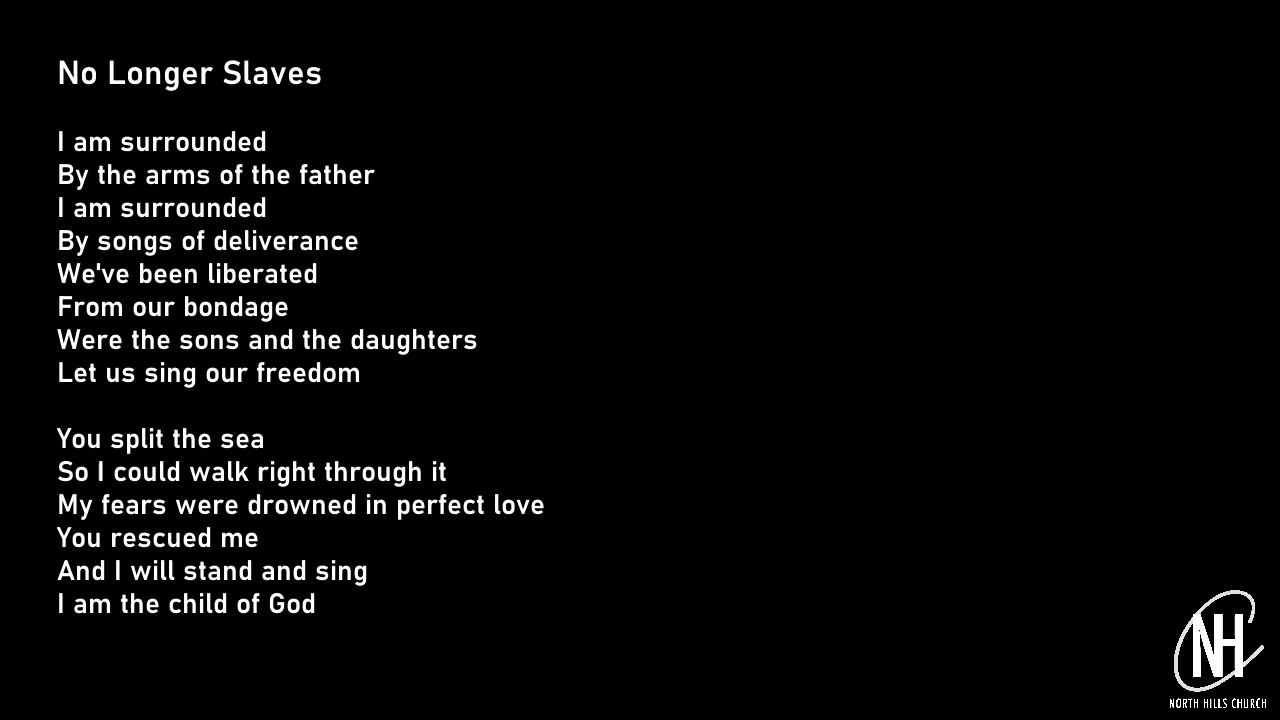 No Longer Slaves
I am surrounded
By the arms of the father
I am surrounded
By songs of deliverance
We've been liberated
From our bondage
Were the sons and the daughters
Let us sing our freedom
You split the sea
So I could walk right through it
My fears were drowned in perfect love
You rescued me
And I will stand and sing
I am the child of God
NH
NORTH HILLS CHURCH